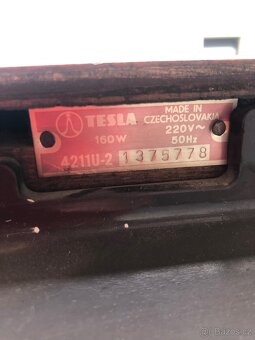 TESLA
MADE IN
CZECHOSLOVAKIA
160W
220V~
50Hz
4211U-2
1375778